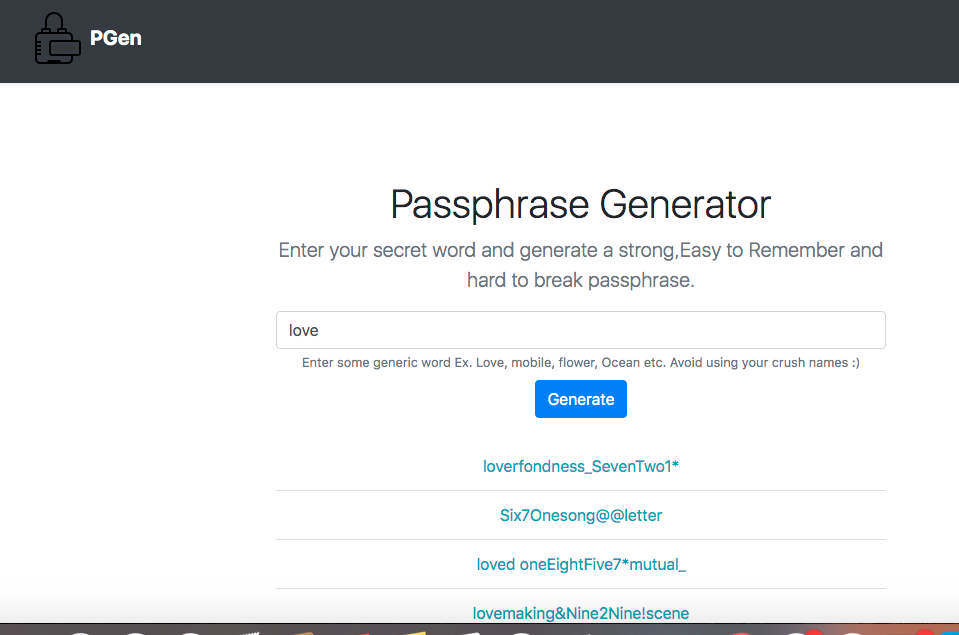 PGen
Passphrase Generator
Enter your secret word and generate a strong,Easy to Remember and
hard to break passphrase.
love
Enter some generic word Ex. Love, mobile, flower, Ocean etc. Avoid using your crush names :)
Generate
loverfondness_SevenTwo1*
Six7Onesong@@letter
loved oneEightFive7*mutual_
lovemaking&Nine2Nine!scene